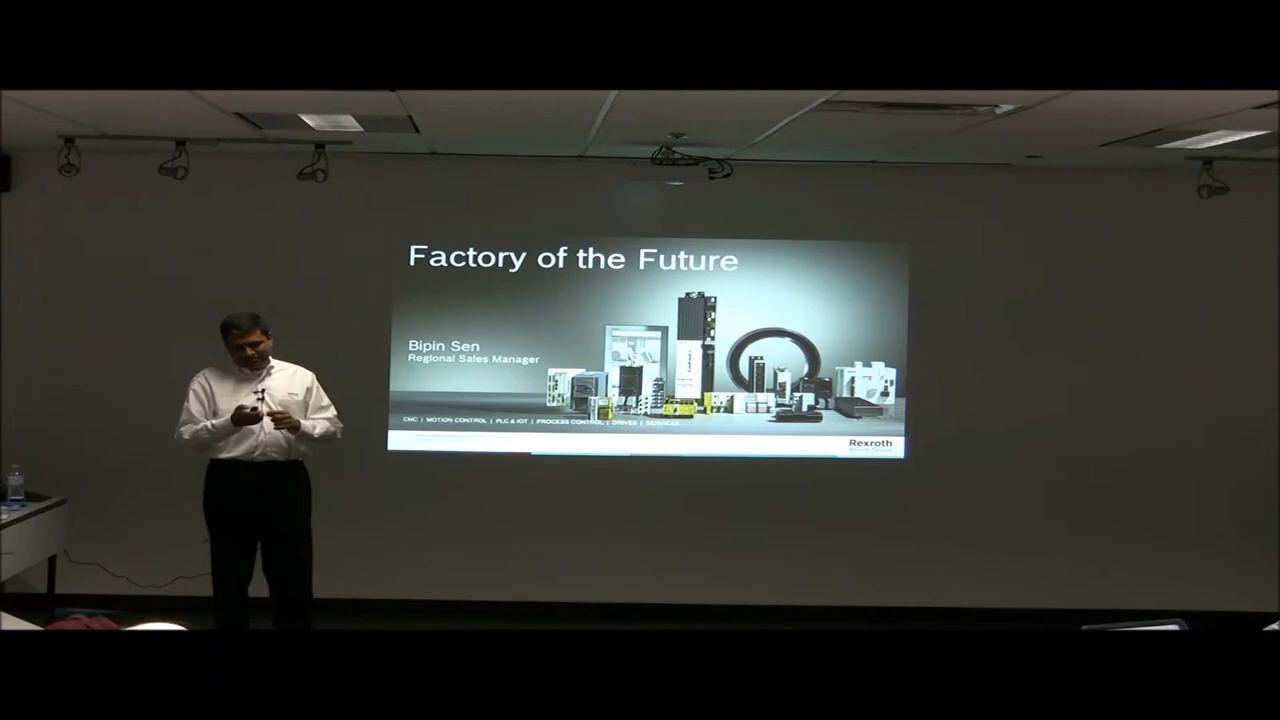 Factory of the Future
Bipin Sen
Regional Sales Manager
CNC | MOTION CONTROL | PLC & IOT | PROCESS CONTROL | DRIVES | SERVICES
Rexroth